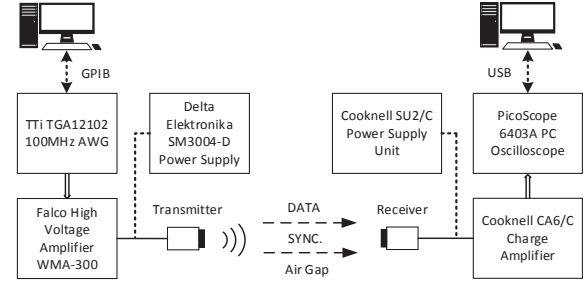 GPIB
USB
TTi TGA12102
100MHz AWG
Delta
Elektronika
SM3004-D
Power Supply
Cooknell SU2/C
Power Supply
Unit
PicoScope
6403A PC
Oscilloscope
Falco High
Voltage
Amplifier
WMA-300
Transmitter
DATA
SYNC.
Air Gap
Receiver
Cooknell CA6/C
Charge
Amplifier